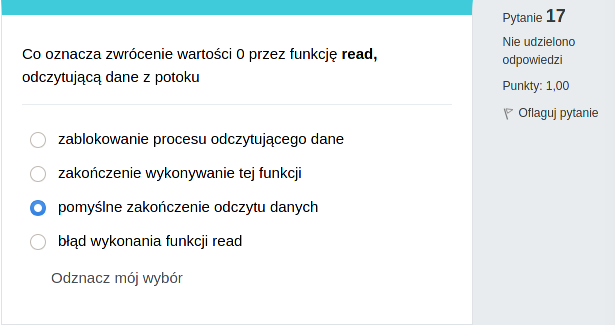 Co oznacza zwrócenie wartości 0 przez funkcję read,
odczytującą dane z potoku
zablokowanie procesu odczytującego dane
zakończenie wykonywanie tej funkcji
pomyślne zakończenie odczytu danych
błąd wykonania funkcji read
Odznacz mój wybór
Pytanie 17
Nie udzielono
odpowiedzi
Punkty: 1,00
Oflaguj pytanie